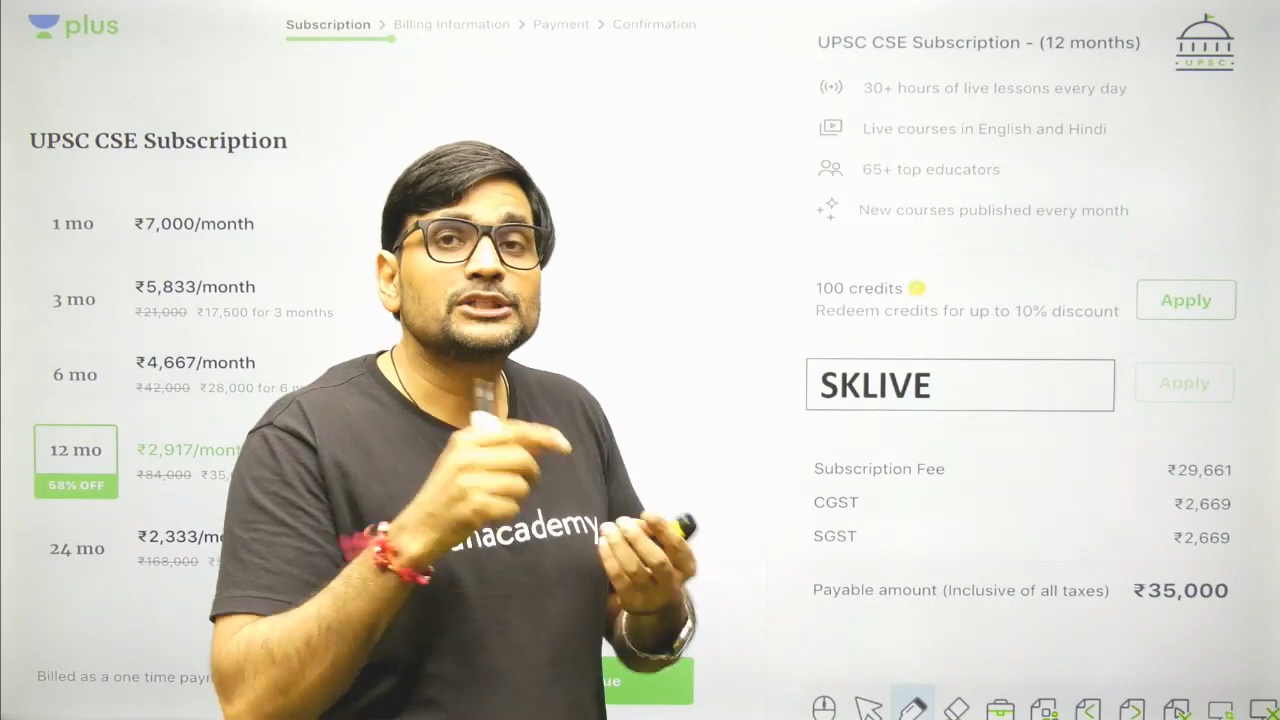 plus
Subscription > Billing Information > Payment > Confirmation
UPSC CSE Subscription
1 mo ₹7,000/month
3 mo ₹5,833/month
₹21,000 ₹17,500 for 3 months
6 mo ₹4,667/month
₹42,000 ₹28,000 for 6
12 mo ₹2,917/mont
₹84,000 ₹35,
58% OFF
24 mo ₹2,333/mo
₹168,000
Billed as a one time
unacademy
UPSC CSE Subscription - (12 months)
UPSC
30+ hours of live lessons every day
Live courses in English and Hindi
65+ top educators
New courses published every month
100 credits
Redeem credits for up to 10% discount
Apply
SKLIVE
Apply
Subscription Fee ₹29,661
CGST ₹2,669
SGST ₹2,669
Payable amount (Inclusive of all taxes) ₹35,000